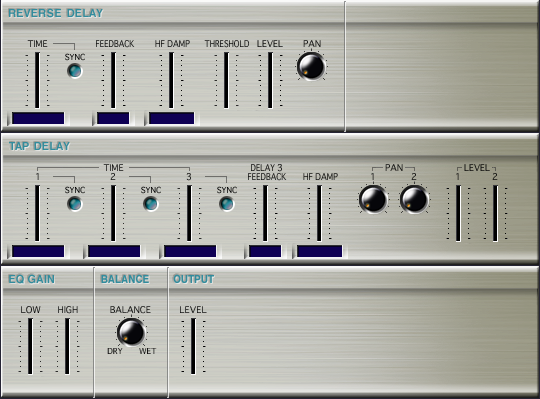 REVERSE DELAY
TIME
SYNC
FEEDBACK
HF DAMP
THRESHOLD
LEVEL
PAN
TAP DELAY
TIME
1
SYNC
2
SYNC
3
SYNC
DELAY 3
FEEDBACK
HF DAMP
PAN
1 2
LEVEL
1 2
EQ GAIN
LOW HIGH
BALANCE
BALANCE
DRY WET
OUTPUT
LEVEL